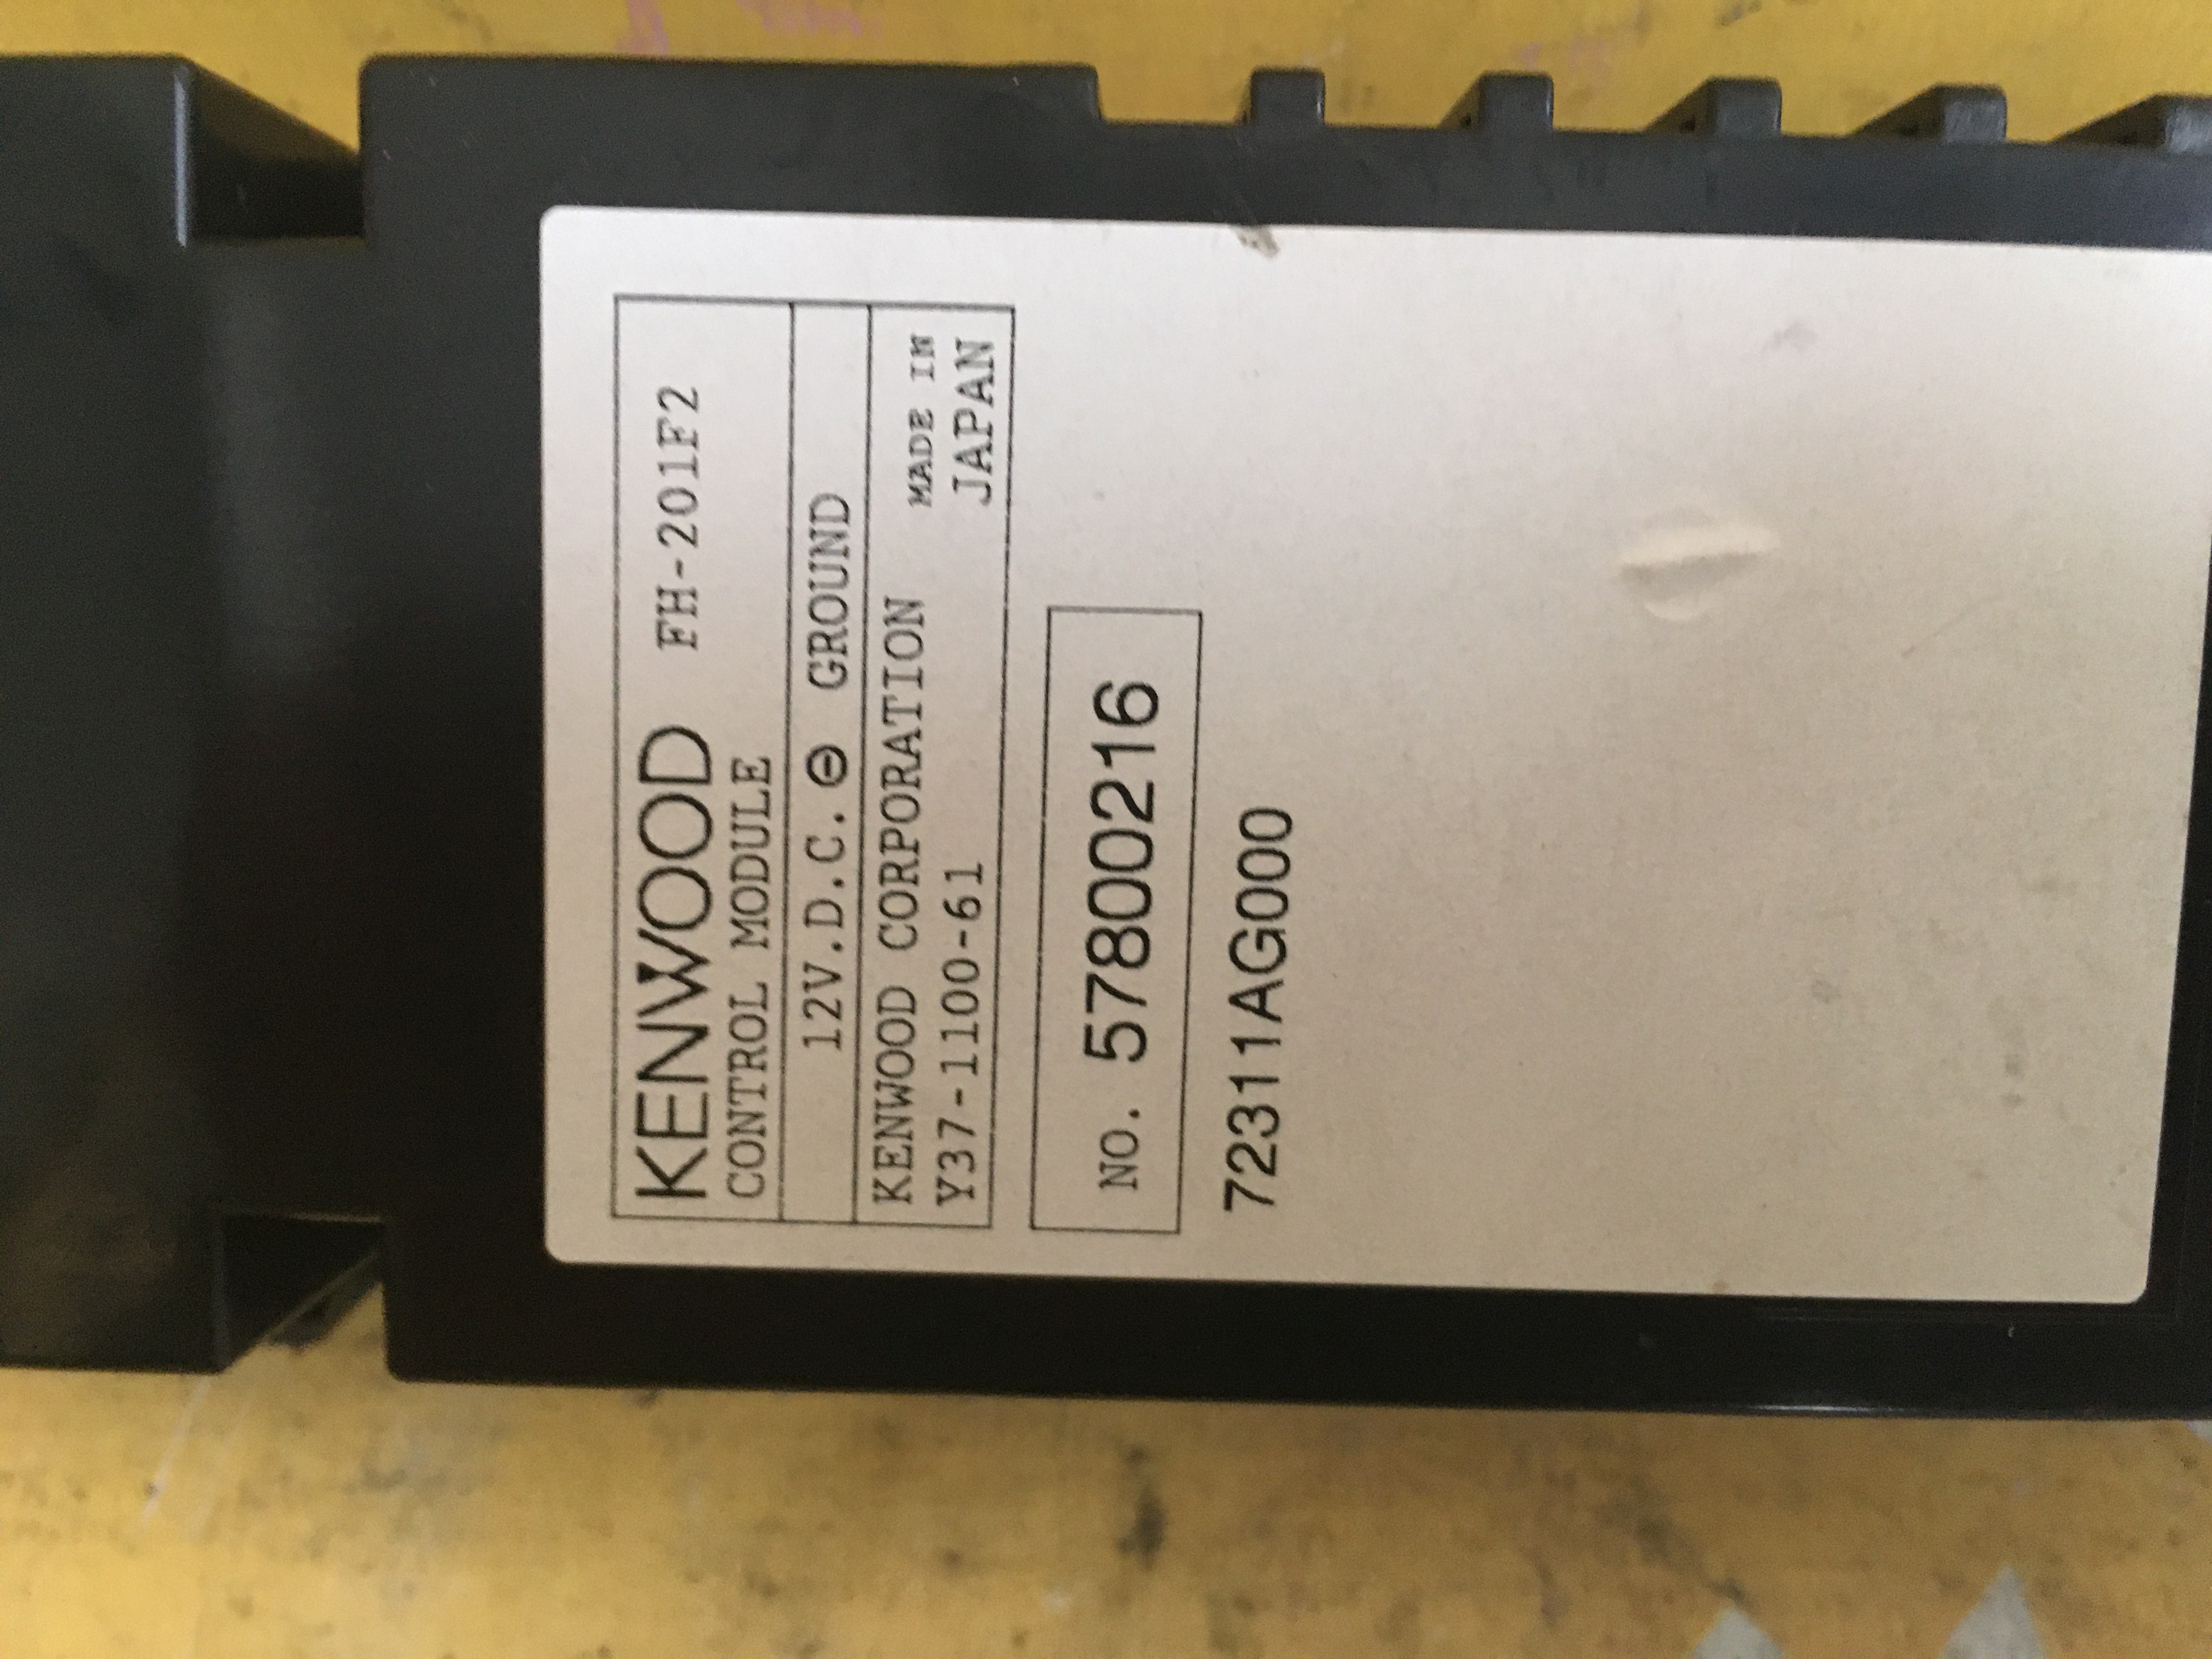 KENWOOD FH-201F2
CONTROL MODULE
12V.D.C. ⊖ GROUND
KENWOOD CORPORATION MADE IN
Y37-1100-61 JAPAN
NO. 57800216
72311AG000